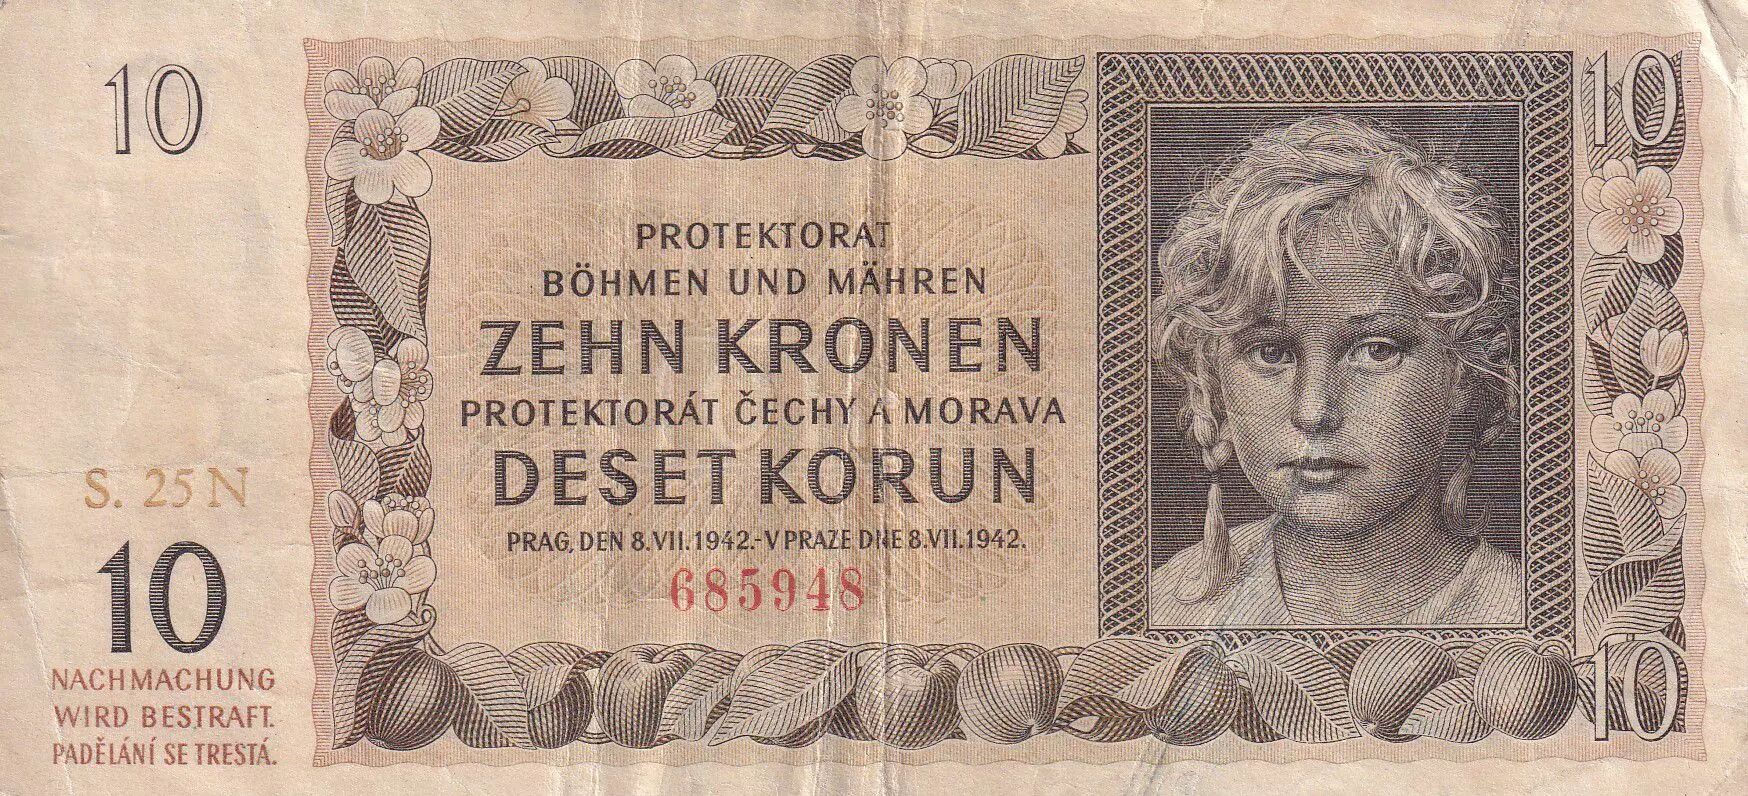 10
10
PROTEKTORAT
BÖHMEN UND MÄHREN
ZEHN KRONEN
PROTEKTORÁT ČECHY A MORAVA
DESET KORUN
PRAG, DEN 8.VII.1942.-V PRAZE DNE 8.VII.1942.
685948
S. 25 N
10
NACHMACHUNG
WIRD BESTRAFT.
PADĚLÁNÍ SE TRESTÁ.
10